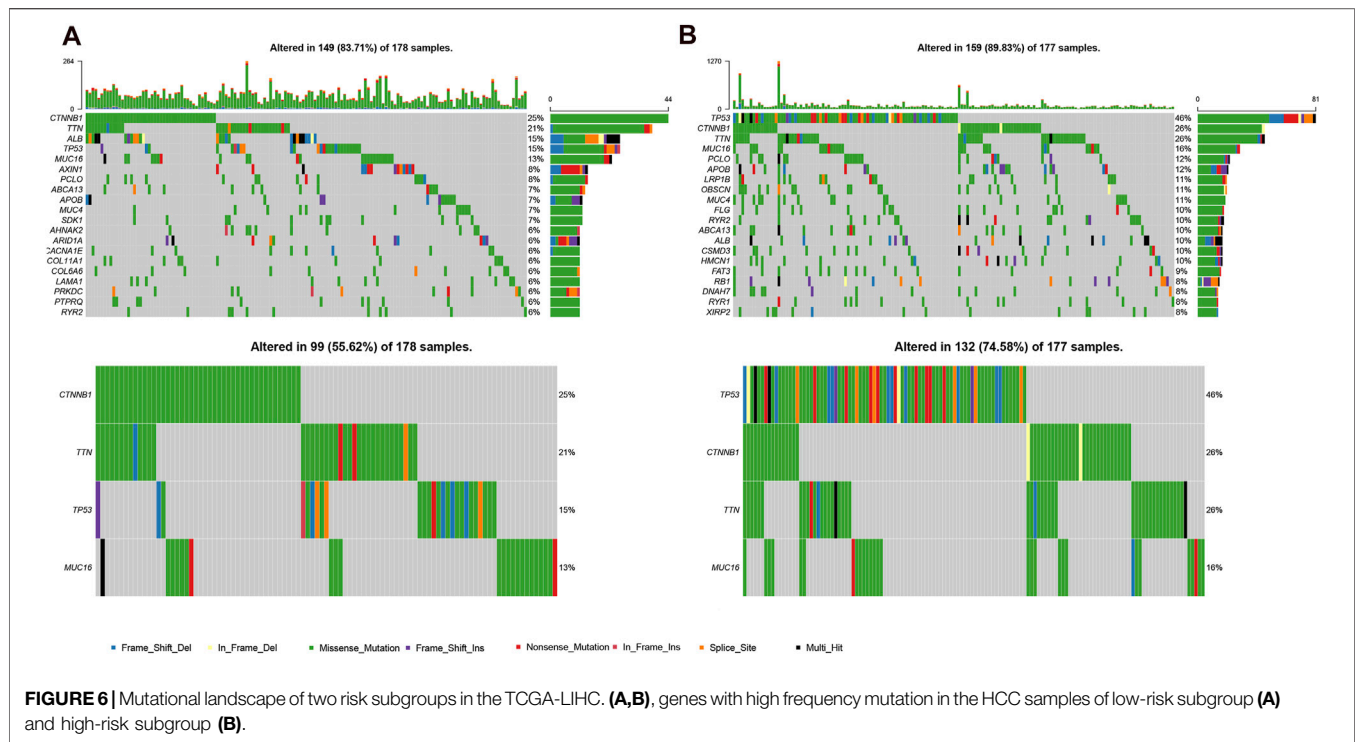 A
Altered in 149 (83.71%) of 178 samples.
264
0
0 44
CTNNB1 25%
TTN 21%
ALB 15%
TP53 15%
MUC16 13%
AXIN1 8%
PCLO 8%
ABCA13 7%
APOB 7%
MUC4 7%
SDK1 7%
AHNAK2 6%
ARID1A 6%
CACNA1E 6%
COL11A1 6%
COL6A6 6%
LAMA1 6%
PRKDC 6%
PTPRQ 6%
RYR2 6%
B
Altered in 159 (89.83%) of 177 samples.
1270
0
0 81
TP53 46%
CTNNB1 26%
TTN 26%
MUC16 16%
PCLO 12%
APOB 12%
LRP1B 11%
OBSCN 11%
MUC4 11%
FLG 10%
RYR2 10%
ABCA13 10%
ALB 10%
CSMD3 10%
HMCN1 10%
FAT3 9%
RB1 8%
DNAH7 8%
RYR1 8%
XIRP2 8%
Altered in 99 (55.62%) of 178 samples.
CTNNB1 25%
TTN 21%
TP53 15%
MUC16 13%
Altered in 132 (74.58%) of 177 samples.
TP53 46%
CTNNB1 26%
TTN 26%
MUC16 16%
Frame_Shift_Del In_Frame_Del Missense_Mutation Frame_Shift_Ins Nonsense_Mutation In_Frame_Ins Splice_Site Multi_Hit
FIGURE 6 | Mutational landscape of two risk subgroups in the TCGA-LIHC. (A,B), genes with high frequency mutation in the HCC samples of low-risk subgroup (A)
and high-risk subgroup (B).